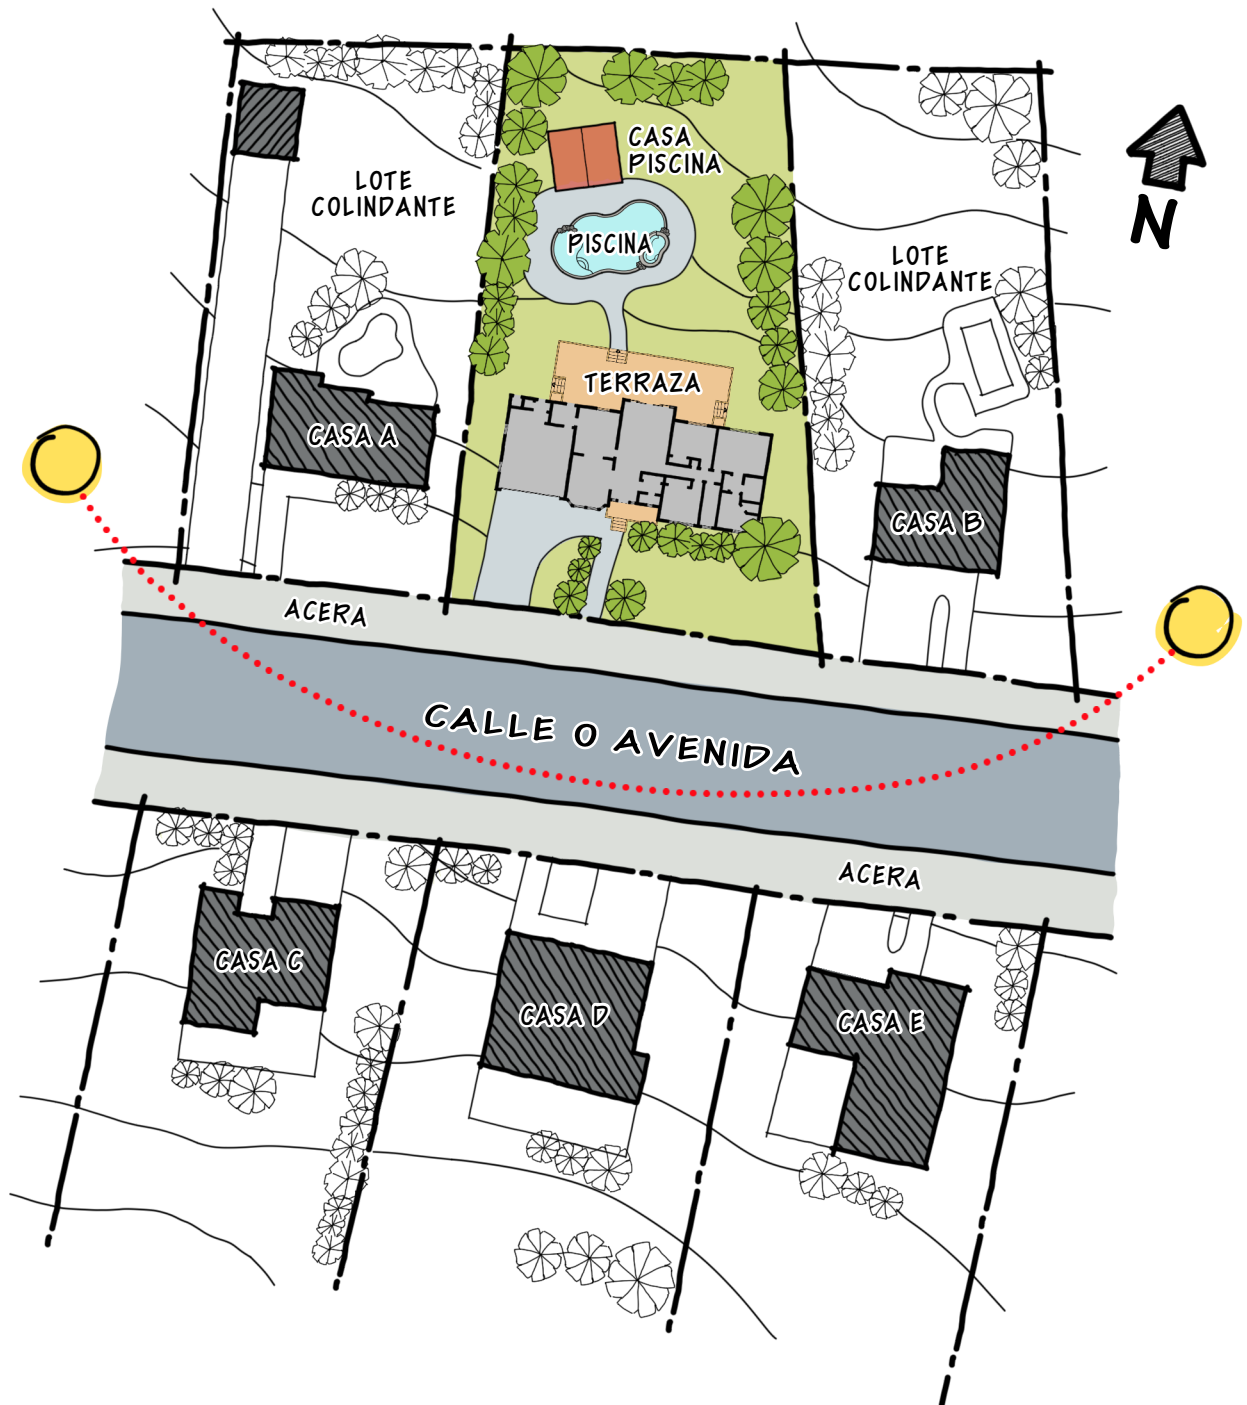 CASA
PISCINA
LOTE
COLINDANTE
N
PISCINA
LOTE
COLINDANTE
TERRAZA
CASA A
CASA B
ACERA
CALLE O AVENIDA
ACERA
CASA C
CASA D
CASA E